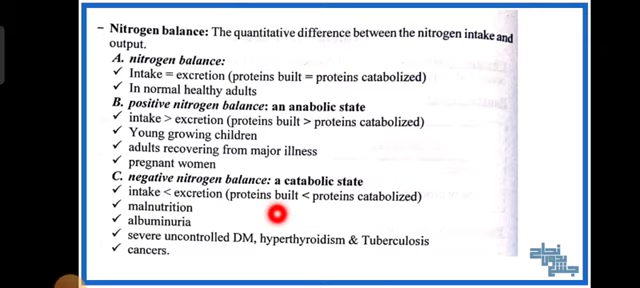 – Nitrogen balance: The quantitative difference between the nitrogen intake and
output.
A. nitrogen balance:
✓ Intake = excretion (proteins built = proteins catabolized)
✓ In normal healthy adults
B. positive nitrogen balance: an anabolic state
✓ intake > excretion (proteins built > proteins catabolized)
✓ Young growing children
✓ adults recovering from major illness
✓ pregnant women
C. negative nitrogen balance: a catabolic state
✓ intake < excretion (proteins built < proteins catabolized)
✓ malnutrition
✓ albuminuria
✓ severe uncontrolled DM, hyperthyroidism & Tuberculosis
✓ cancers.
نجاح
بدون